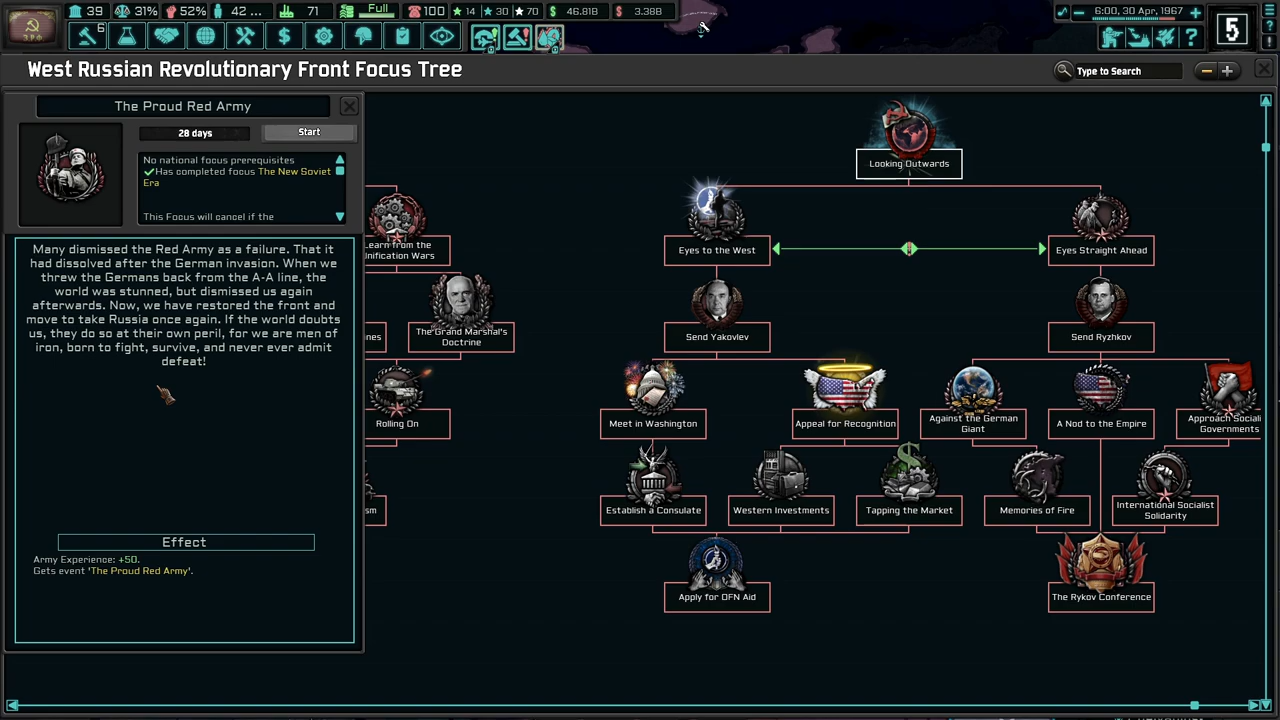 39 31% 52% 42 ... 71 Full 100 14 30 70 $ 46.818 $ 3.388 6:00, 30 Apr, 1967 5
6
West Russian Revolutionary Front Focus Tree
Type to Search
The Proud Red Army
28 days
Start
No national focus prerequisites
Has completed focus The New Soviet
Era
This Focus will cancel if the
Many dismissed the Red Army as a failure. That it
had dissolved after the German invasion. When we
threw the Germans back from the A-A line, the
world was stunned, but dismissed us again
afterwards. Now, we have restored the front and
move to take Russia once again. If the world doubts
us, they do so at their own peril, for we are men of
iron, born to fight, survive, and never ever admit
defeat!
Effect
Army Experience: +50.
Gets event 'The Proud Red Army'.
Looking Outwards
Learn from the
nification Wars
Eyes to the West
Eyes Straight Ahead
nes
The Grand Marshal's
Doctrine
Send Yakovlev
Send Ryzhkov
Rolling On
Meet in Washington
Appeal for Recognition
Against the German
Giant
A Nod to the Empire
Approach Sociali
Governments
sm
Establish a Consulate
Western Investments
Tapping the Market
Memories of Fire
International Socialist
Solidarity
Apply for OFN Aid
The Rykov Conference